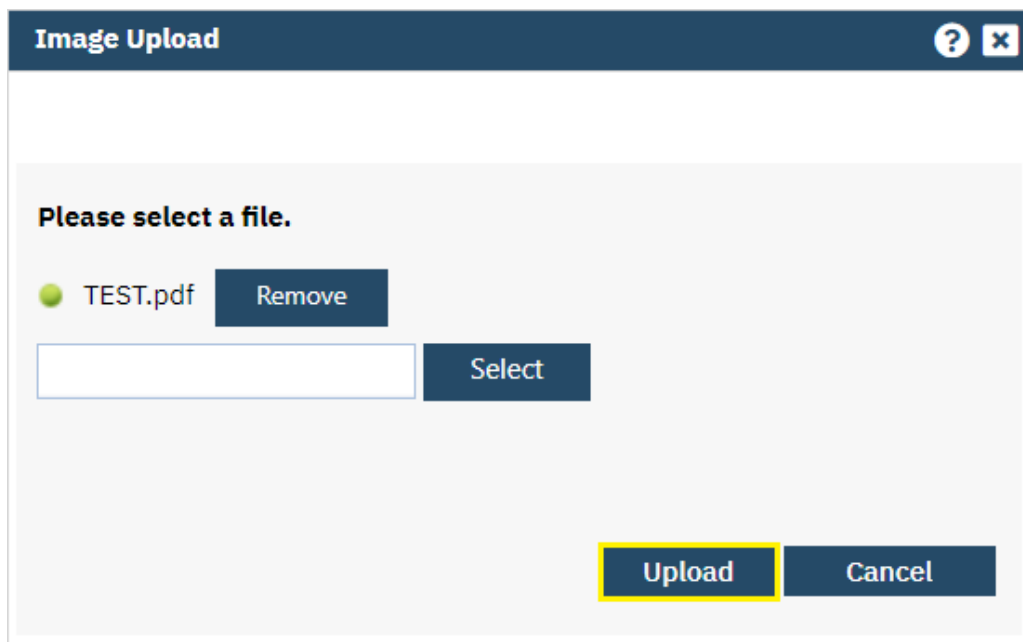 Image Upload
Please select a file.
TEST.pdf Remove
Select
Upload Cancel